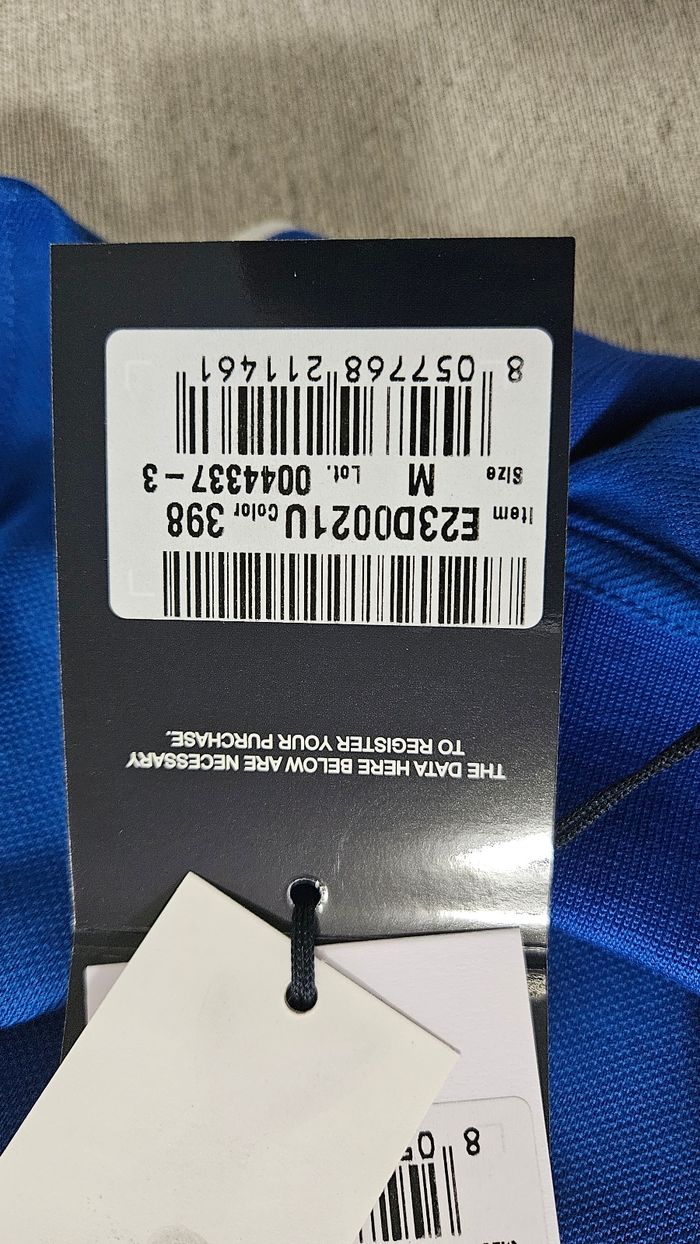 THE DATA HERE BELOW ARE NECESSARY
TO REGISTER YOUR PURCHASE.
Item E23D0021U Color 398
Size M Lot. 0044337-3
8 057768 211461
8 05